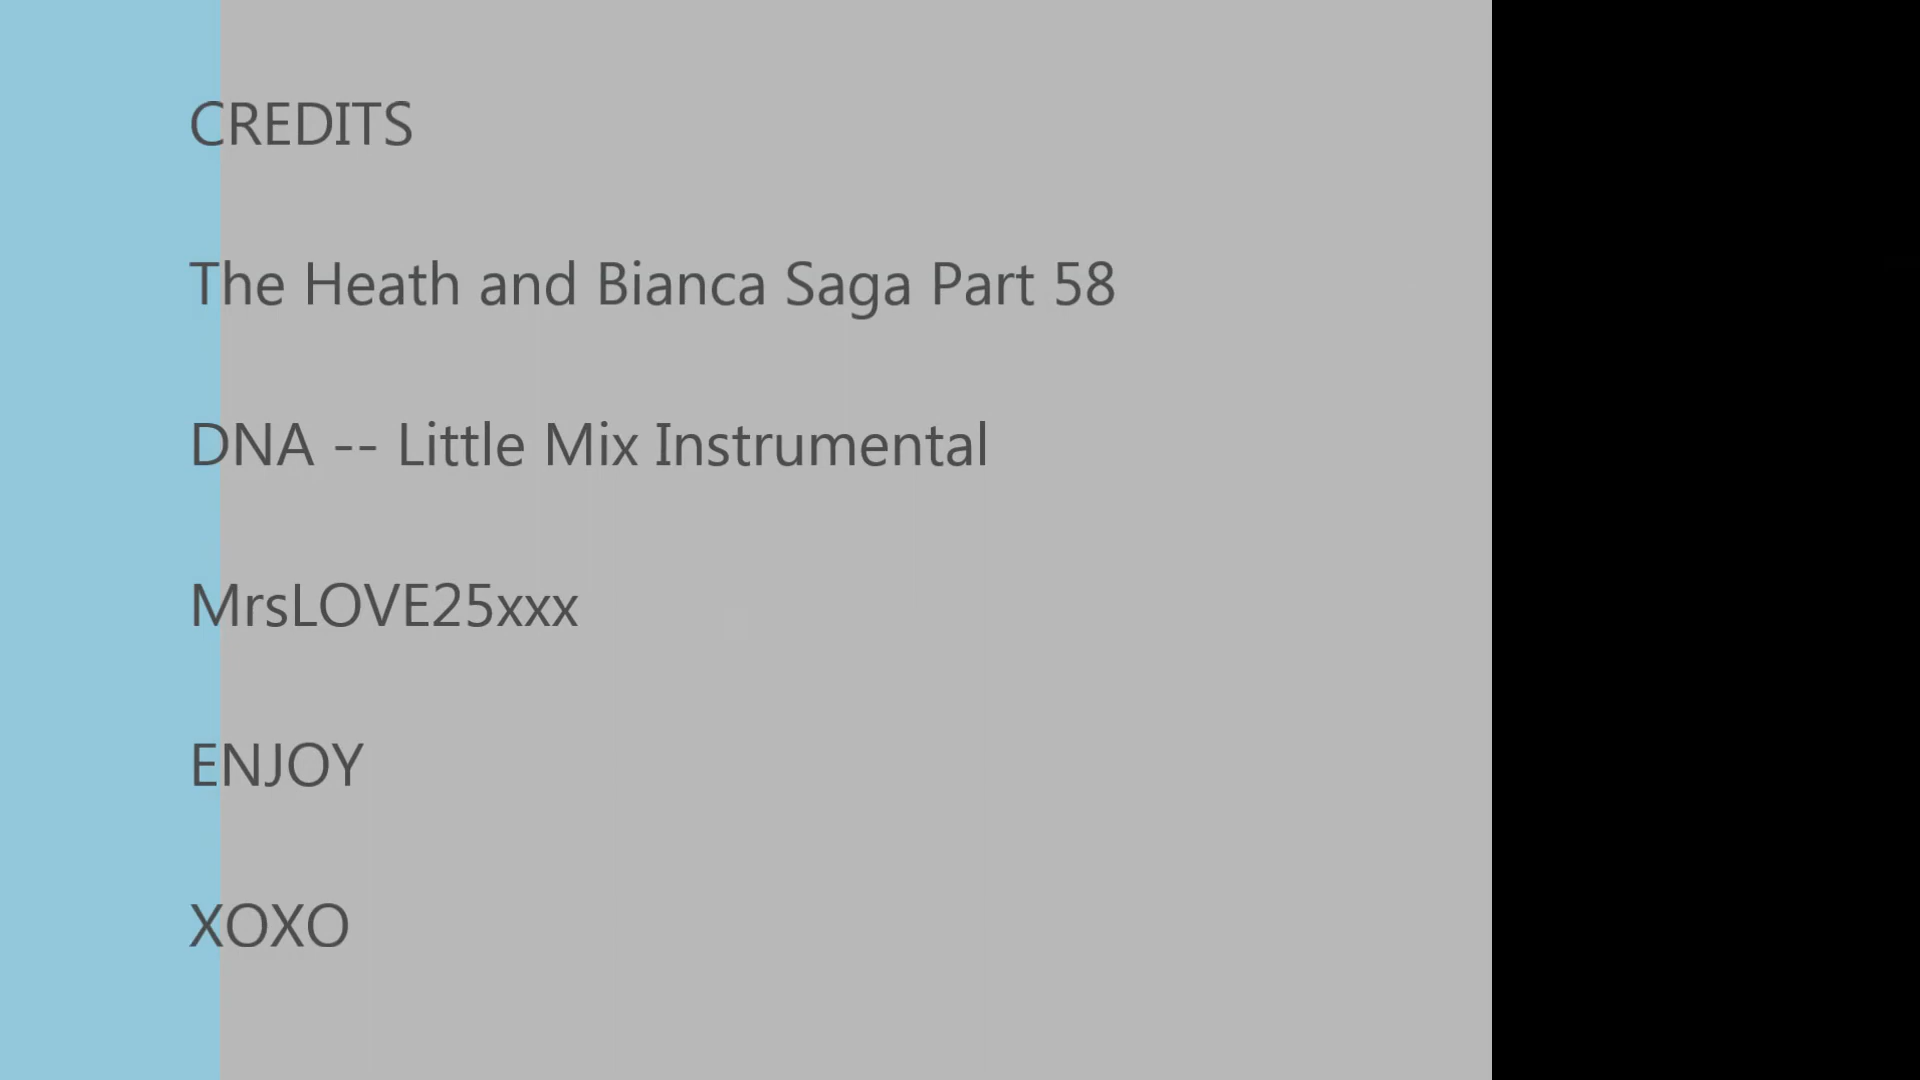 CREDITS
The Heath and Bianca Saga Part 58
DNA -- Little Mix Instrumental
MrsLOVE25xxx
ENJOY
XOXO